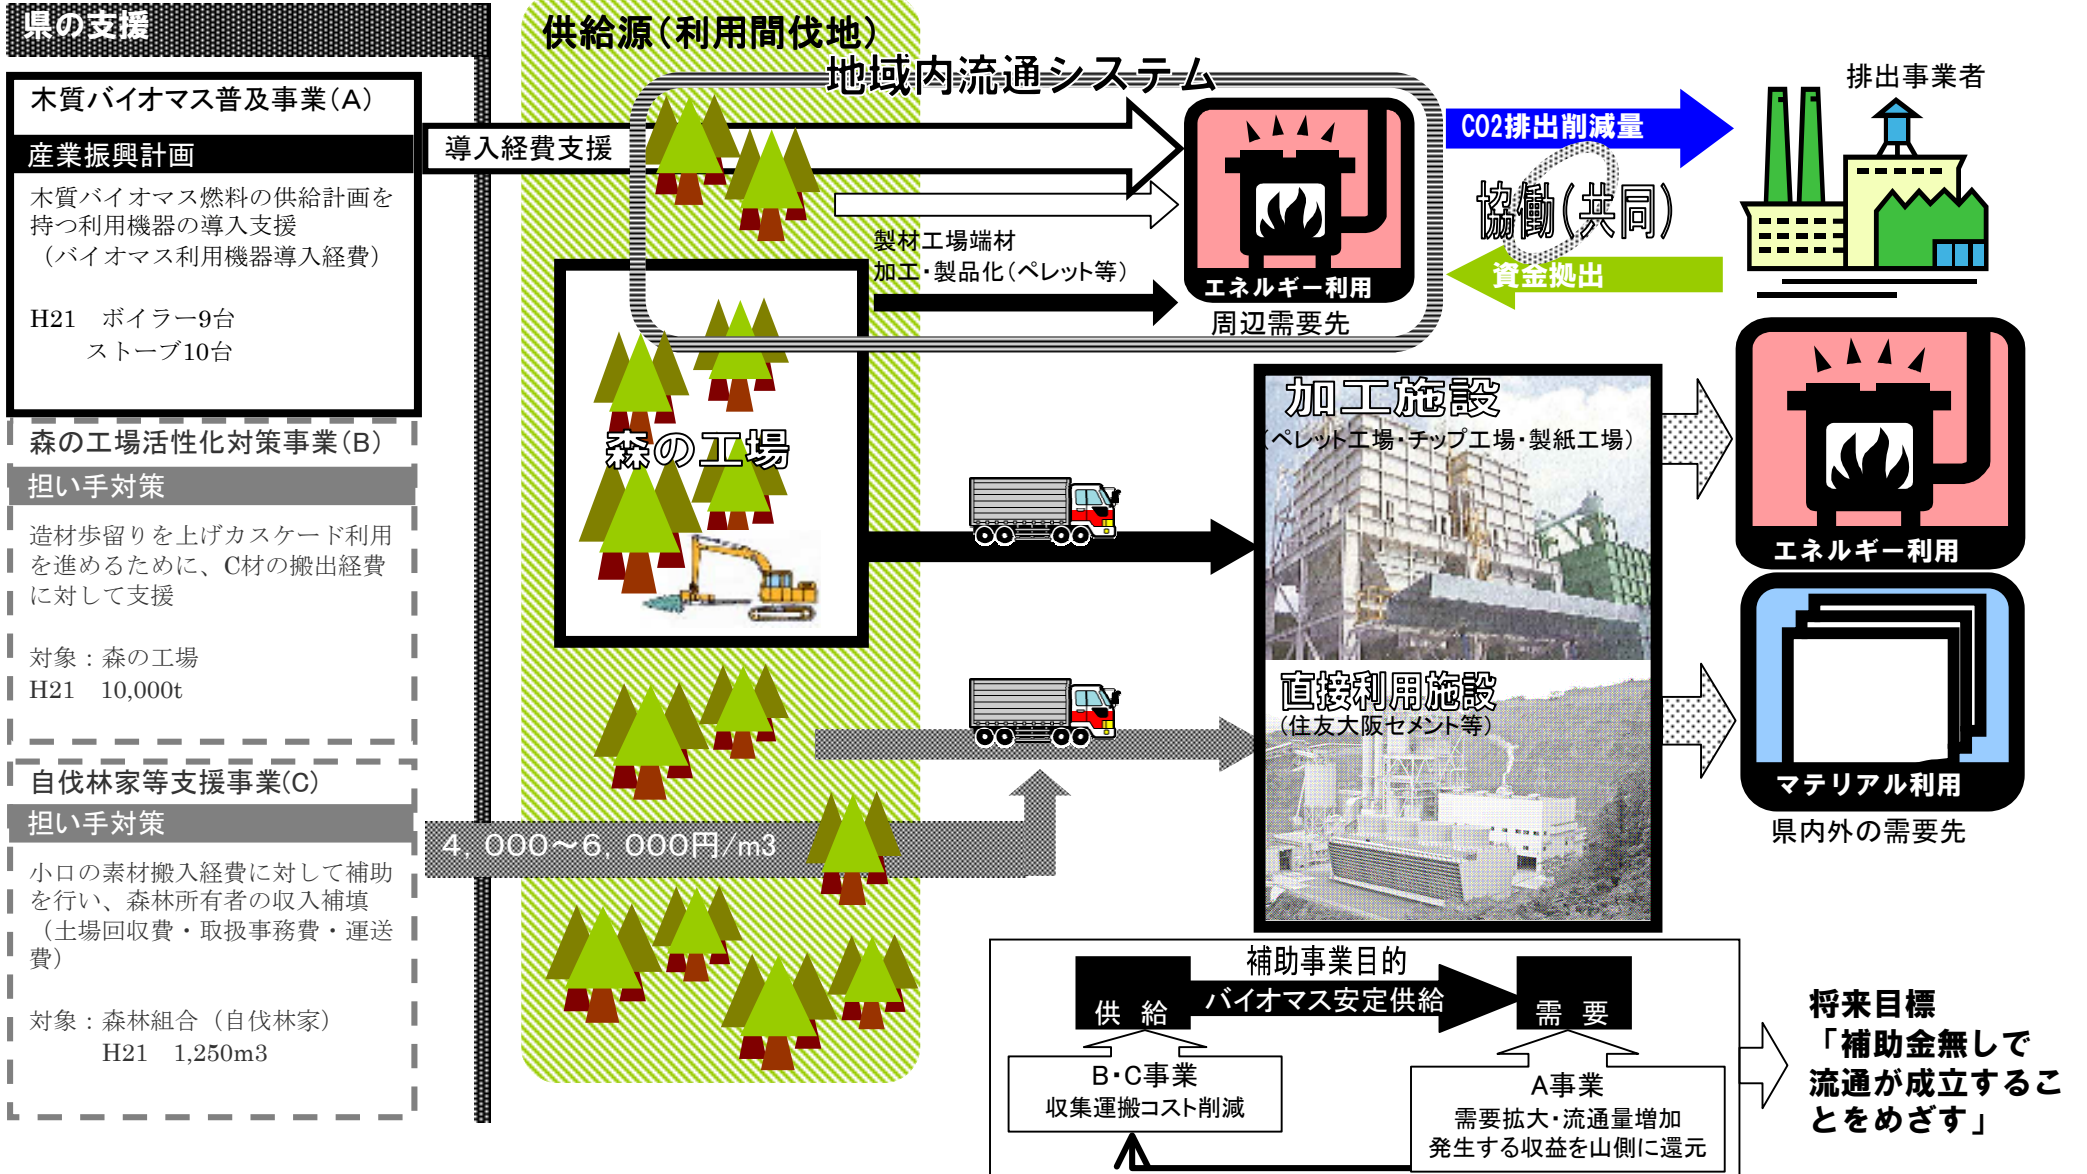 県の支援
木質バイオマス普及事業(A)
産業振興計画
木質バイオマス燃料の供給計画を
持つ利用機器の導入支援
（バイオマス利用機器導入経費）
H21　ボイラー9台
ストーブ10台
森の工場活性化対策事業(B)
担い手対策
造材歩留りを上げカスケード利用
を進めるために、C材の搬出経費
に対して支援
対象：森の工場
H21　10,000t
自伐林家等支援事業(C)
担い手対策
小口の素材搬入経費に対して補助
を行い、森林所有者の収入補填
（土場回収費・取扱事務費・運送
費）
対象：森林組合（自伐林家）
H21　1,250m3
供給源(利用間伐地)
地域内流通システム
導入経費支援
製材工場端材
加工・製品化(ペレット等)
エネルギー利用
周辺需要先
CO2排出削減量
協働(共同)
資金拠出
排出事業者
森の工場
加工施設
(ペレット工場・チップ工場・製紙工場)
直接利用施設
(住友大阪セメント等)
エネルギー利用
マテリアル利用
県内外の需要先
4,000～6,000円/m3
補助事業目的
供 給
バイオマス安定供給
需 要
B・C事業
収集運搬コスト削減
A事業
需要拡大・流通量増加
発生する収益を山側に還元
将来目標
「補助金無しで
流通が成立するこ
とをめざす」